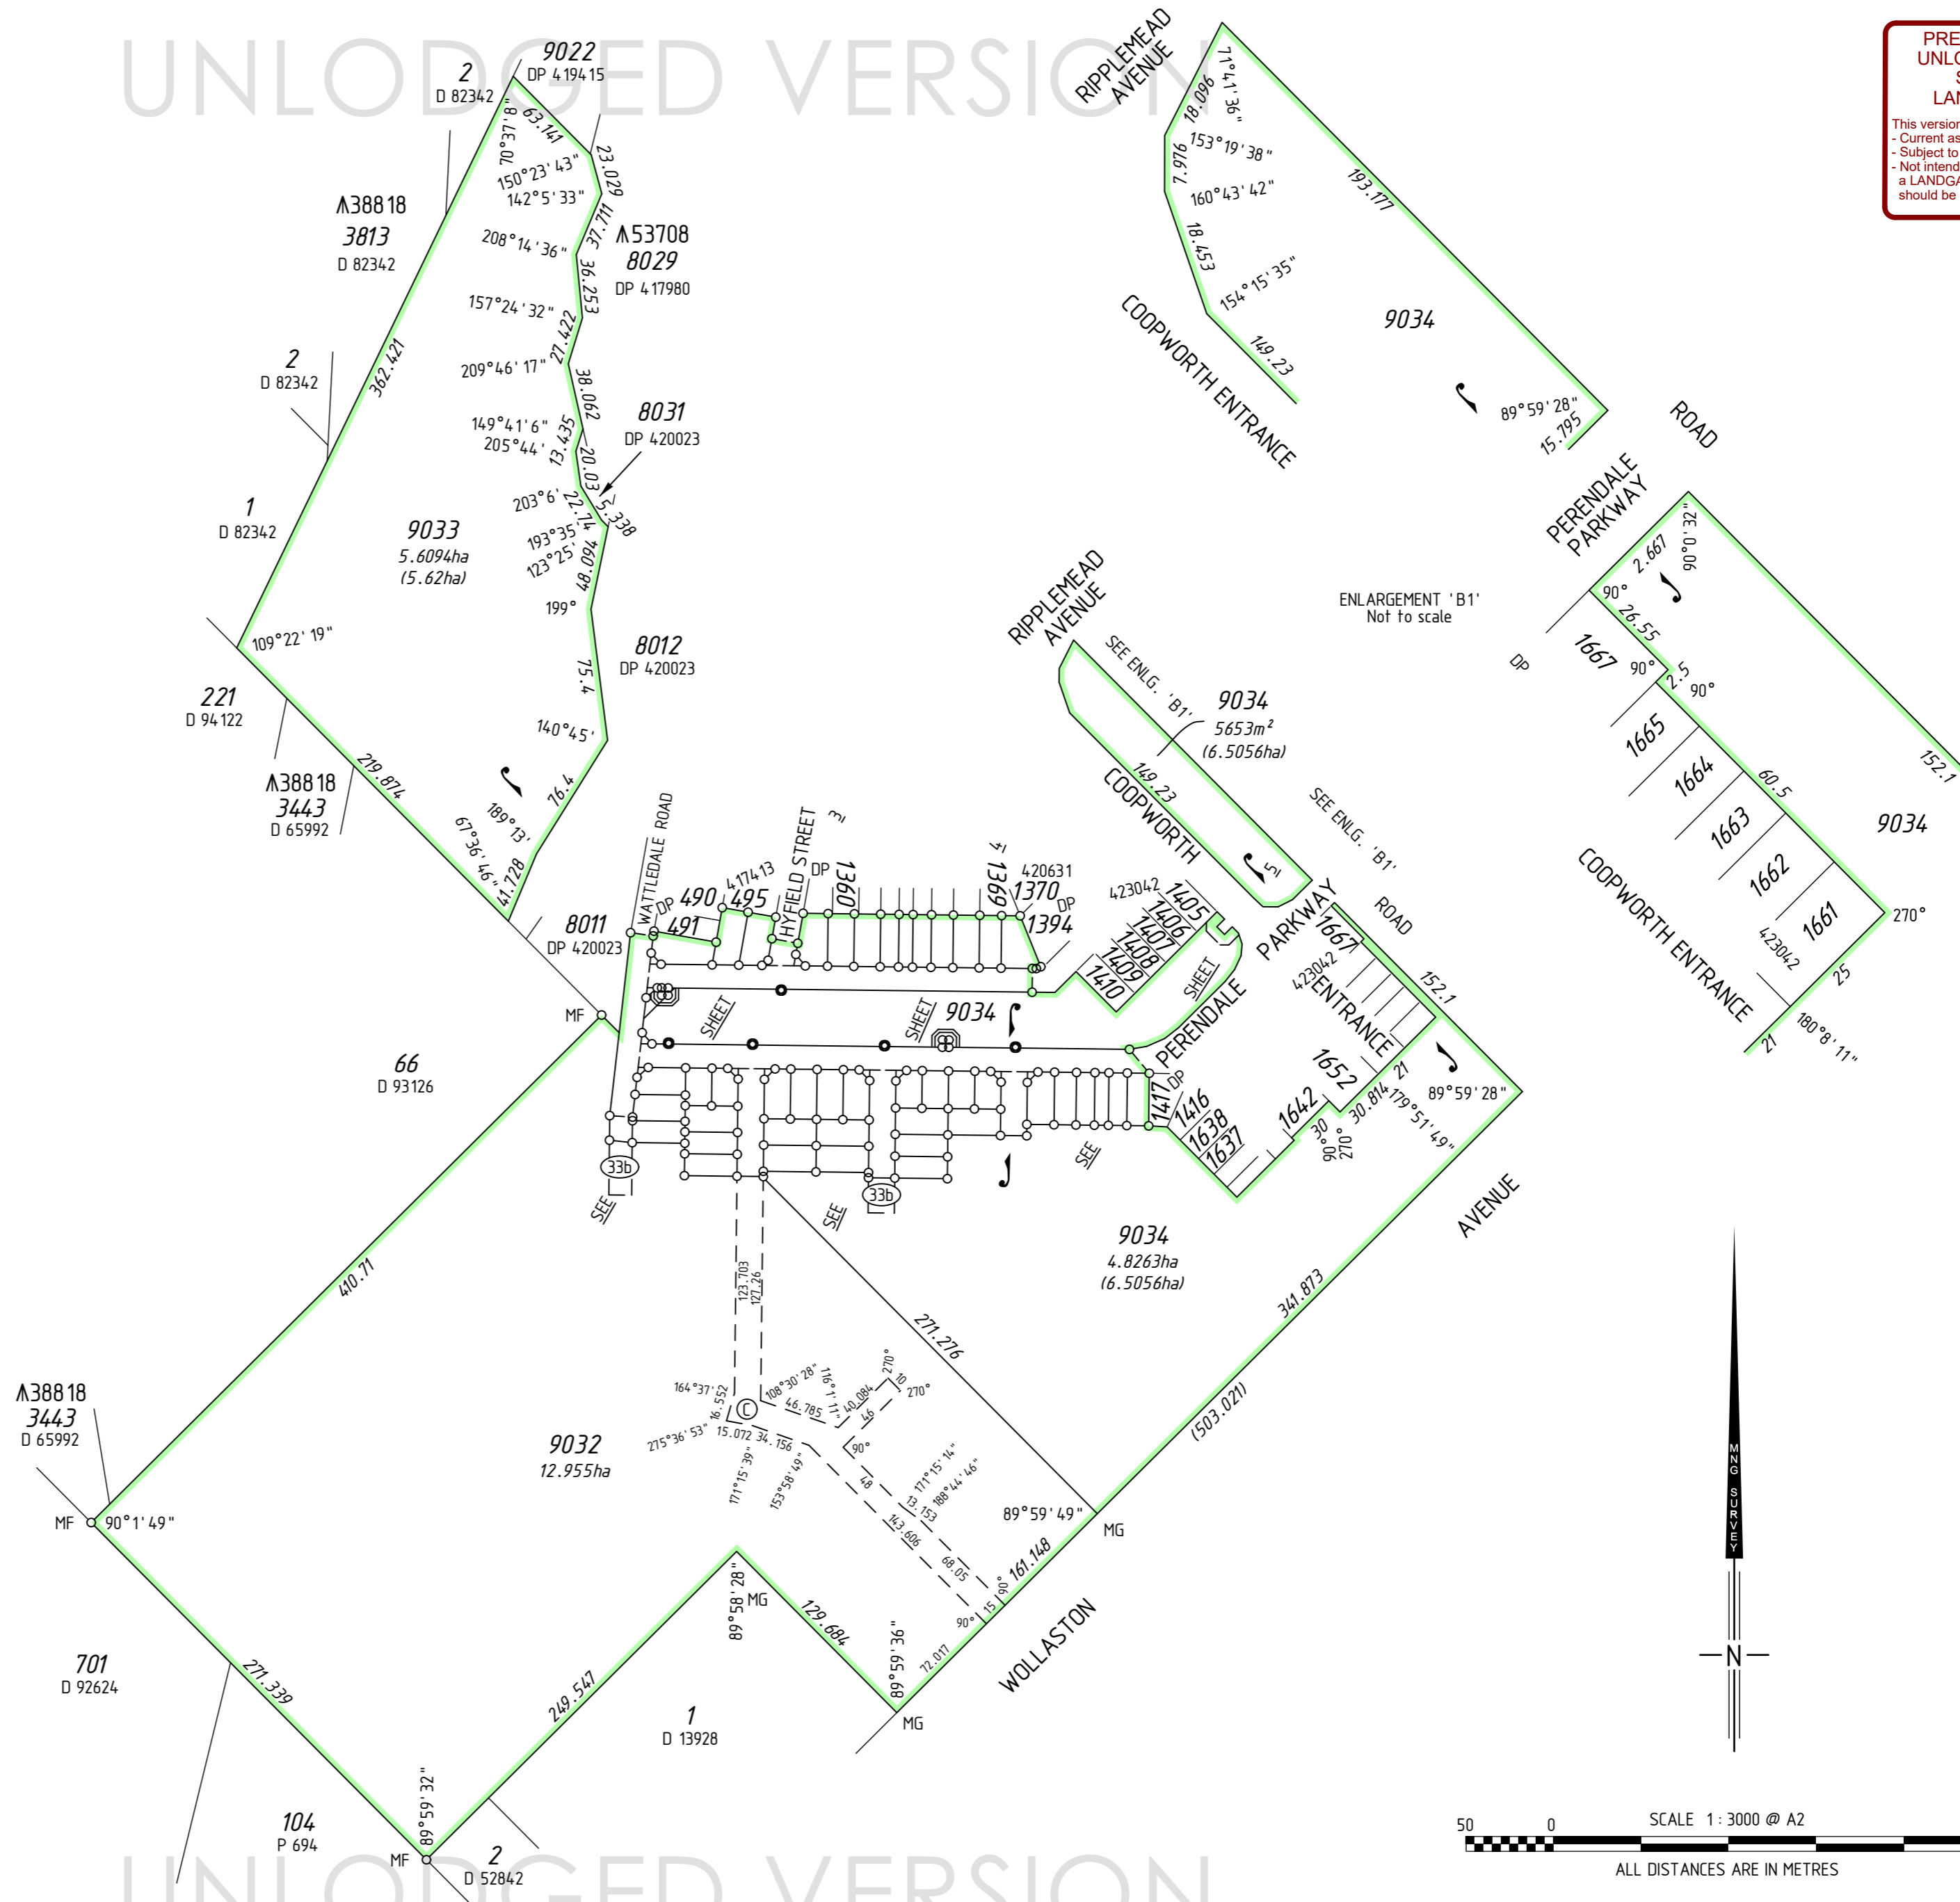 UNLODGED VERSION
PRE
UNLO
S
LAN
This version
- Current as
- Subject to
- Not intend
a LANDGA
should be
9022
DP 419415
2
D 82342
63.141
70°37'8"
150°23'43"
142°5'33"
23.029
37.711
⩚38818
3813
D 82342
208°14'36"
⩚53708
8029
DP 417980
36.253
157°24'32"
27.422
209°46'17"
38.062
2
D 82342
362.421
149°41'6"
205°44'
13.435
20.03
8031
DP 420023
203°6'
22.74
5.338
193°35'
123°25'
48.094
1
D 82342
9033
5.6094ha
(5.62ha)
199°
109°22'19"
8012
DP 420023
75.4
221
D 94122
140°45'
219.874
76.4
⩚38818
3443
D 65992
189°13'
67°36'46"
41.728
RIPPLEMEAD
AVENUE
71°41'36"
18.096
153°19'38"
7.976
160°43'42"
18.453
154°15'35"
193.177
9034
149.23
COOPWORTH ENTRANCE
89°59'28"
15.795
ROAD
PERENDALE
PARKWAY
90°0'32"
2.667
90°
26.55
90°
2.5
90°
DP
1667
1665
1664
1663
1662
1661
60.5
152.1
9034
423042
270°
25
180°8'11"
21
COOPWORTH ENTRANCE
ENLARGEMENT 'B1'
Not to scale
RIPPLEMEAD
AVENUE
SEE ENLG. 'B1'
9034
5653m²
(6.5056ha)
149.23
COOPWORTH
SEE ENLG. 'B1'
ROAD
PARKWAY
WATTLEDALE ROAD
HYFIELD STREET
8011
DP 420023
DP
490
491
417413
495
DP
1360
1369
420631
1370
DP
1394
423042
1405
1406
1407
1408
1409
1410
SHEET
SHEET
SHEET
9034
PERENDALE
1667
423042
ENTRANCE
152.1
1652
21
30.814
179°51'49"
89°59'28"
1642
30
90°
270°
DP
1417
1416
1638
1637
SEE
SEE
SEE
33b
33b
MF
66
D 93126
410.71
9034
4.8263ha
(6.5056ha)
AVENUE
341.873
(503.021)
271.276
123.703
127.26
164°37'
16.552
C
108°30'28"
46.785
116°1'11"
40.084
270°
10
270°
46
275°36'53"
15.072
34.156
90°
171°15'39"
153°58'49"
48
171°15'14"
188°44'46"
13.153
143.606
68.05
90°
15
90°
72.017
161.148
89°59'49"
MG
9032
12.955ha
⩚38818
3443
D 65992
MF
90°1'49"
89°58'28"
MG
129.684
89°59'36"
MG
WOLLASTON
701
D 92624
271.339
249.547
1
D 13928
104
P 694
89°59'32"
MF
2
D 52842
MNG SURVEY
N
50
0
SCALE 1 : 3000 @ A2
ALL DISTANCES ARE IN METRES
UNLODGED VERSION